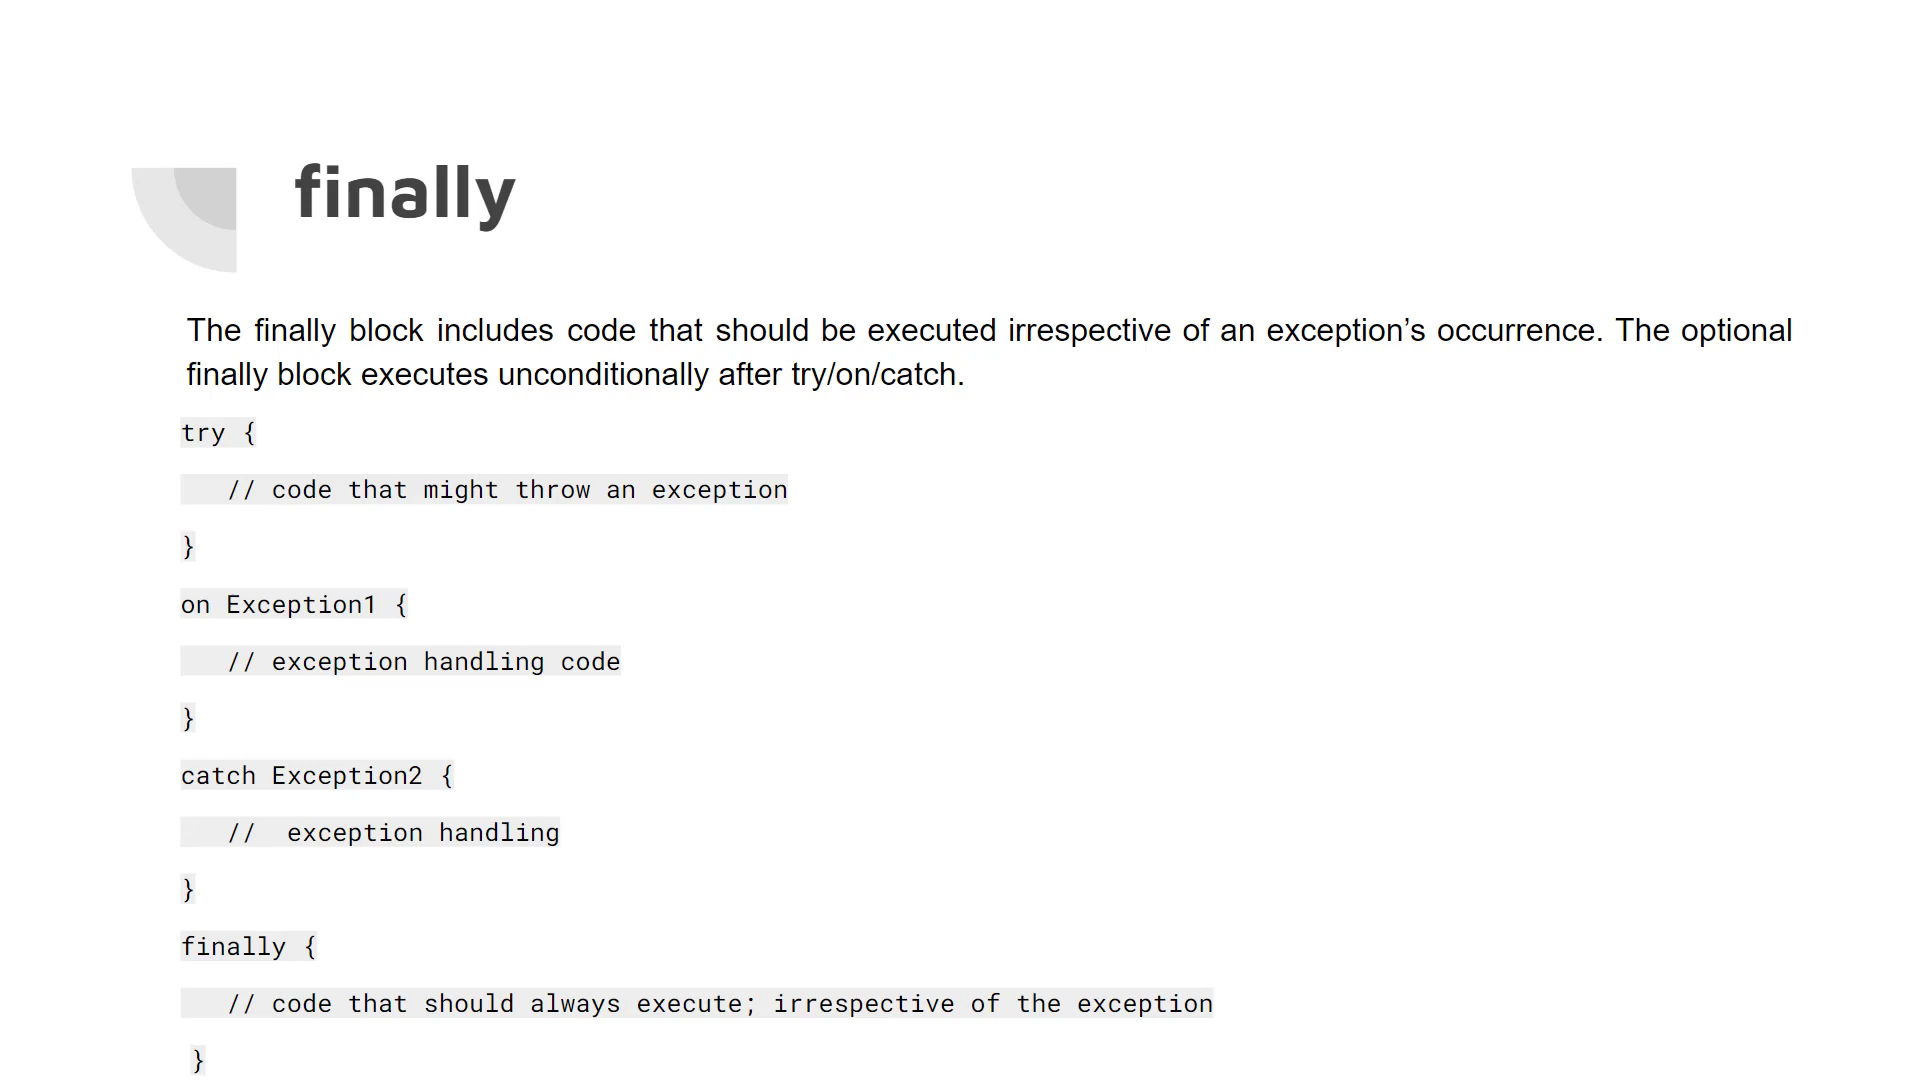 finally
The finally block includes code that should be executed irrespective of an exception’s occurrence. The optional
finally block executes unconditionally after try/on/catch.
try {
   // code that might throw an exception
}
on Exception1 {
   // exception handling code
}
catch Exception2 {
   //  exception handling
}
finally {
   // code that should always execute; irrespective of the exception
}